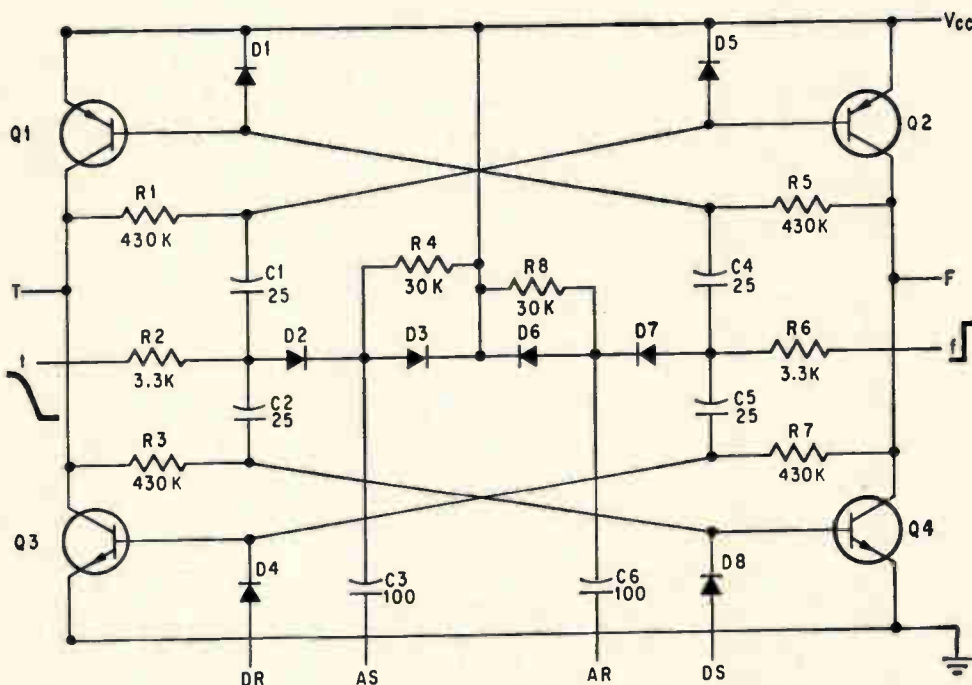 Vcc
D1
D5
Q1
Q2
R1
430K
R5
430K
R4
30K
R8
30K
C1
25
C4
25
T
F
t
R2
3.3K
D2
D3
D6
D7
R6
3.3K
f
C2
25
C5
25
R3
430K
R7
430K
Q3
Q4
D4
C3
100
C6
100
D8
DR
AS
AR
DS